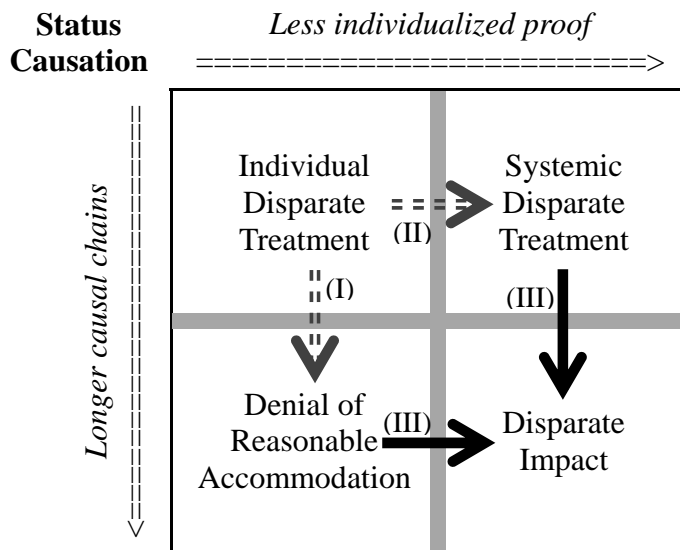 Status
Causation
Less individualized proof
Longer causal chains
Individual
Disparate
Treatment
(II)
Systemic
Disparate
Treatment
(I)
(III)
Denial of
Reasonable
Accommodation
(III)
Disparate
Impact